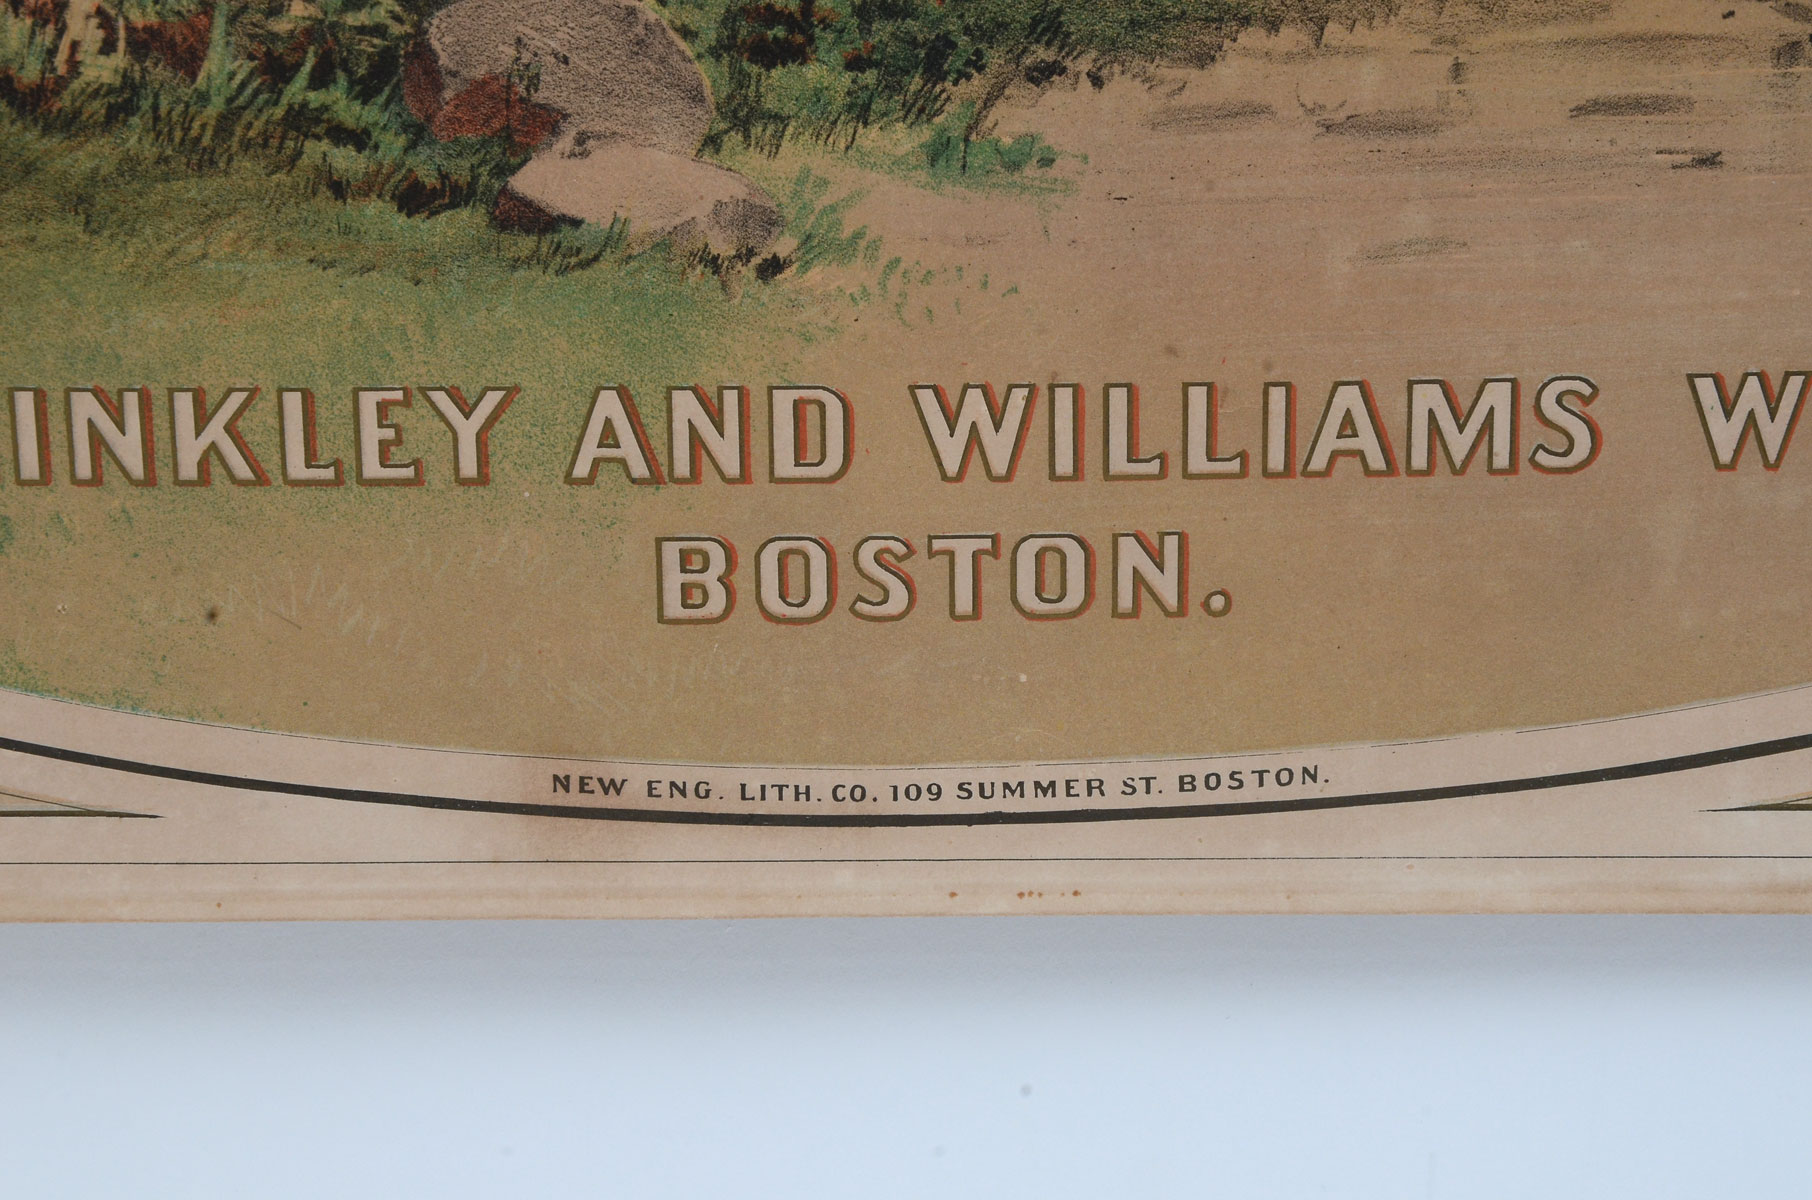 INKLEY AND WILLIAMS W
BOSTON.
NEW ENG. LITH. CO. 109 SUMMER ST. BOSTON.